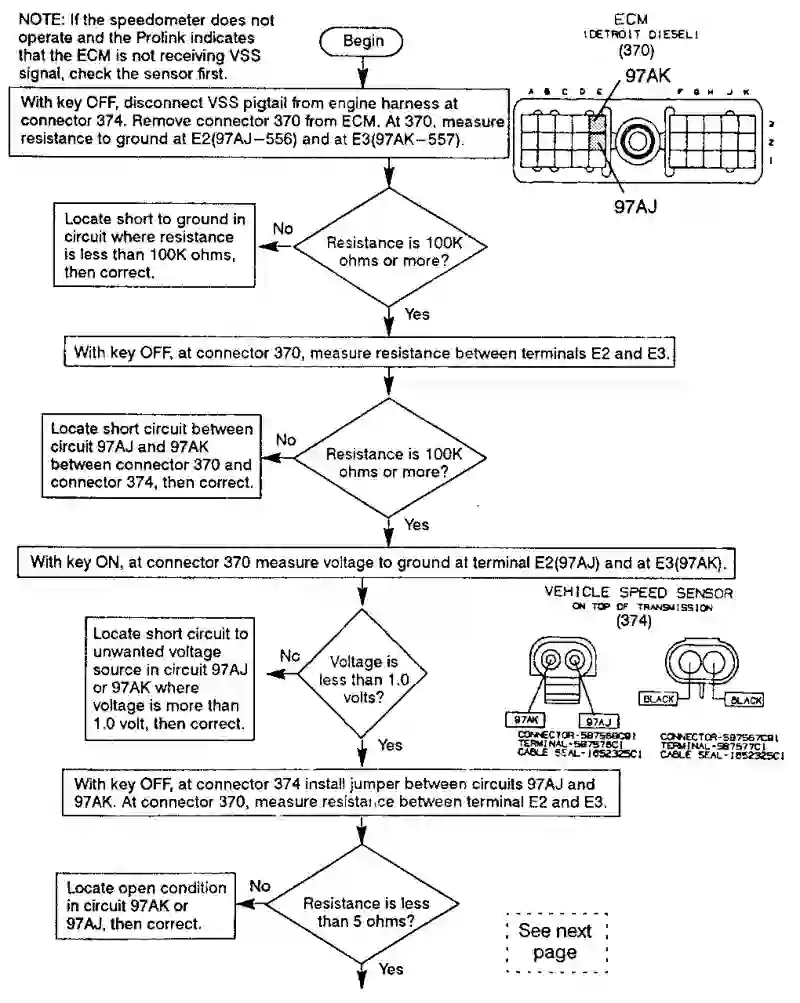 NOTE: If the speedometer does not
operate and the Prolink indicates
that the ECM is not receiving VSS
signal, check the sensor first.
Begin
ECM
(DETROIT DIESEL)
(370)
97AK
A B C D E F G H J K
3
2
1
97AJ
With key OFF, disconnect VSS pigtail from engine harness at
connector 374. Remove connector 370 from ECM. At 370, measure
resistance to ground at E2(97AJ–556) and at E3(97AK–557).
Locate short to ground in
circuit where resistance
is less than 100K ohms,
then correct.
No
Resistance is 100K
ohms or more?
Yes
With key OFF, at connector 370, measure resistance between terminals E2 and E3.
Locate short circuit between
circuit 97AJ and 97AK
between connector 370 and
connector 374, then correct.
No
Resistance is 100K
ohms or more?
Yes
With key ON, at connector 370 measure voltage to ground at terminal E2(97AJ) and at E3(97AK).
VEHICLE SPEED SENSOR
ON TOP OF TRANSMISSION
(374)
Locate short circuit to
unwanted voltage
source in circuit 97AJ
or 97AK where
voltage is more than
1.0 volt, then correct.
No
Voltage is
less than 1.0
volts?
Yes
97AK
97AJ
CONNECTOR-587568C91
TERMINAL-587578C1
CABLE SEAL-1652325C1
BLACK
BLACK
CONNECTOR-587567C91
TERMINAL-587577C1
CABLE SEAL-1652325C1
With key OFF, at connector 374 install jumper between circuits 97AJ and
97AK. At connector 370, measure resistance between terminal E2 and E3.
Locate open condition
in circuit 97AK or
97AJ, then correct.
No
Resistance is less
than 5 ohms?
Yes
See next
page